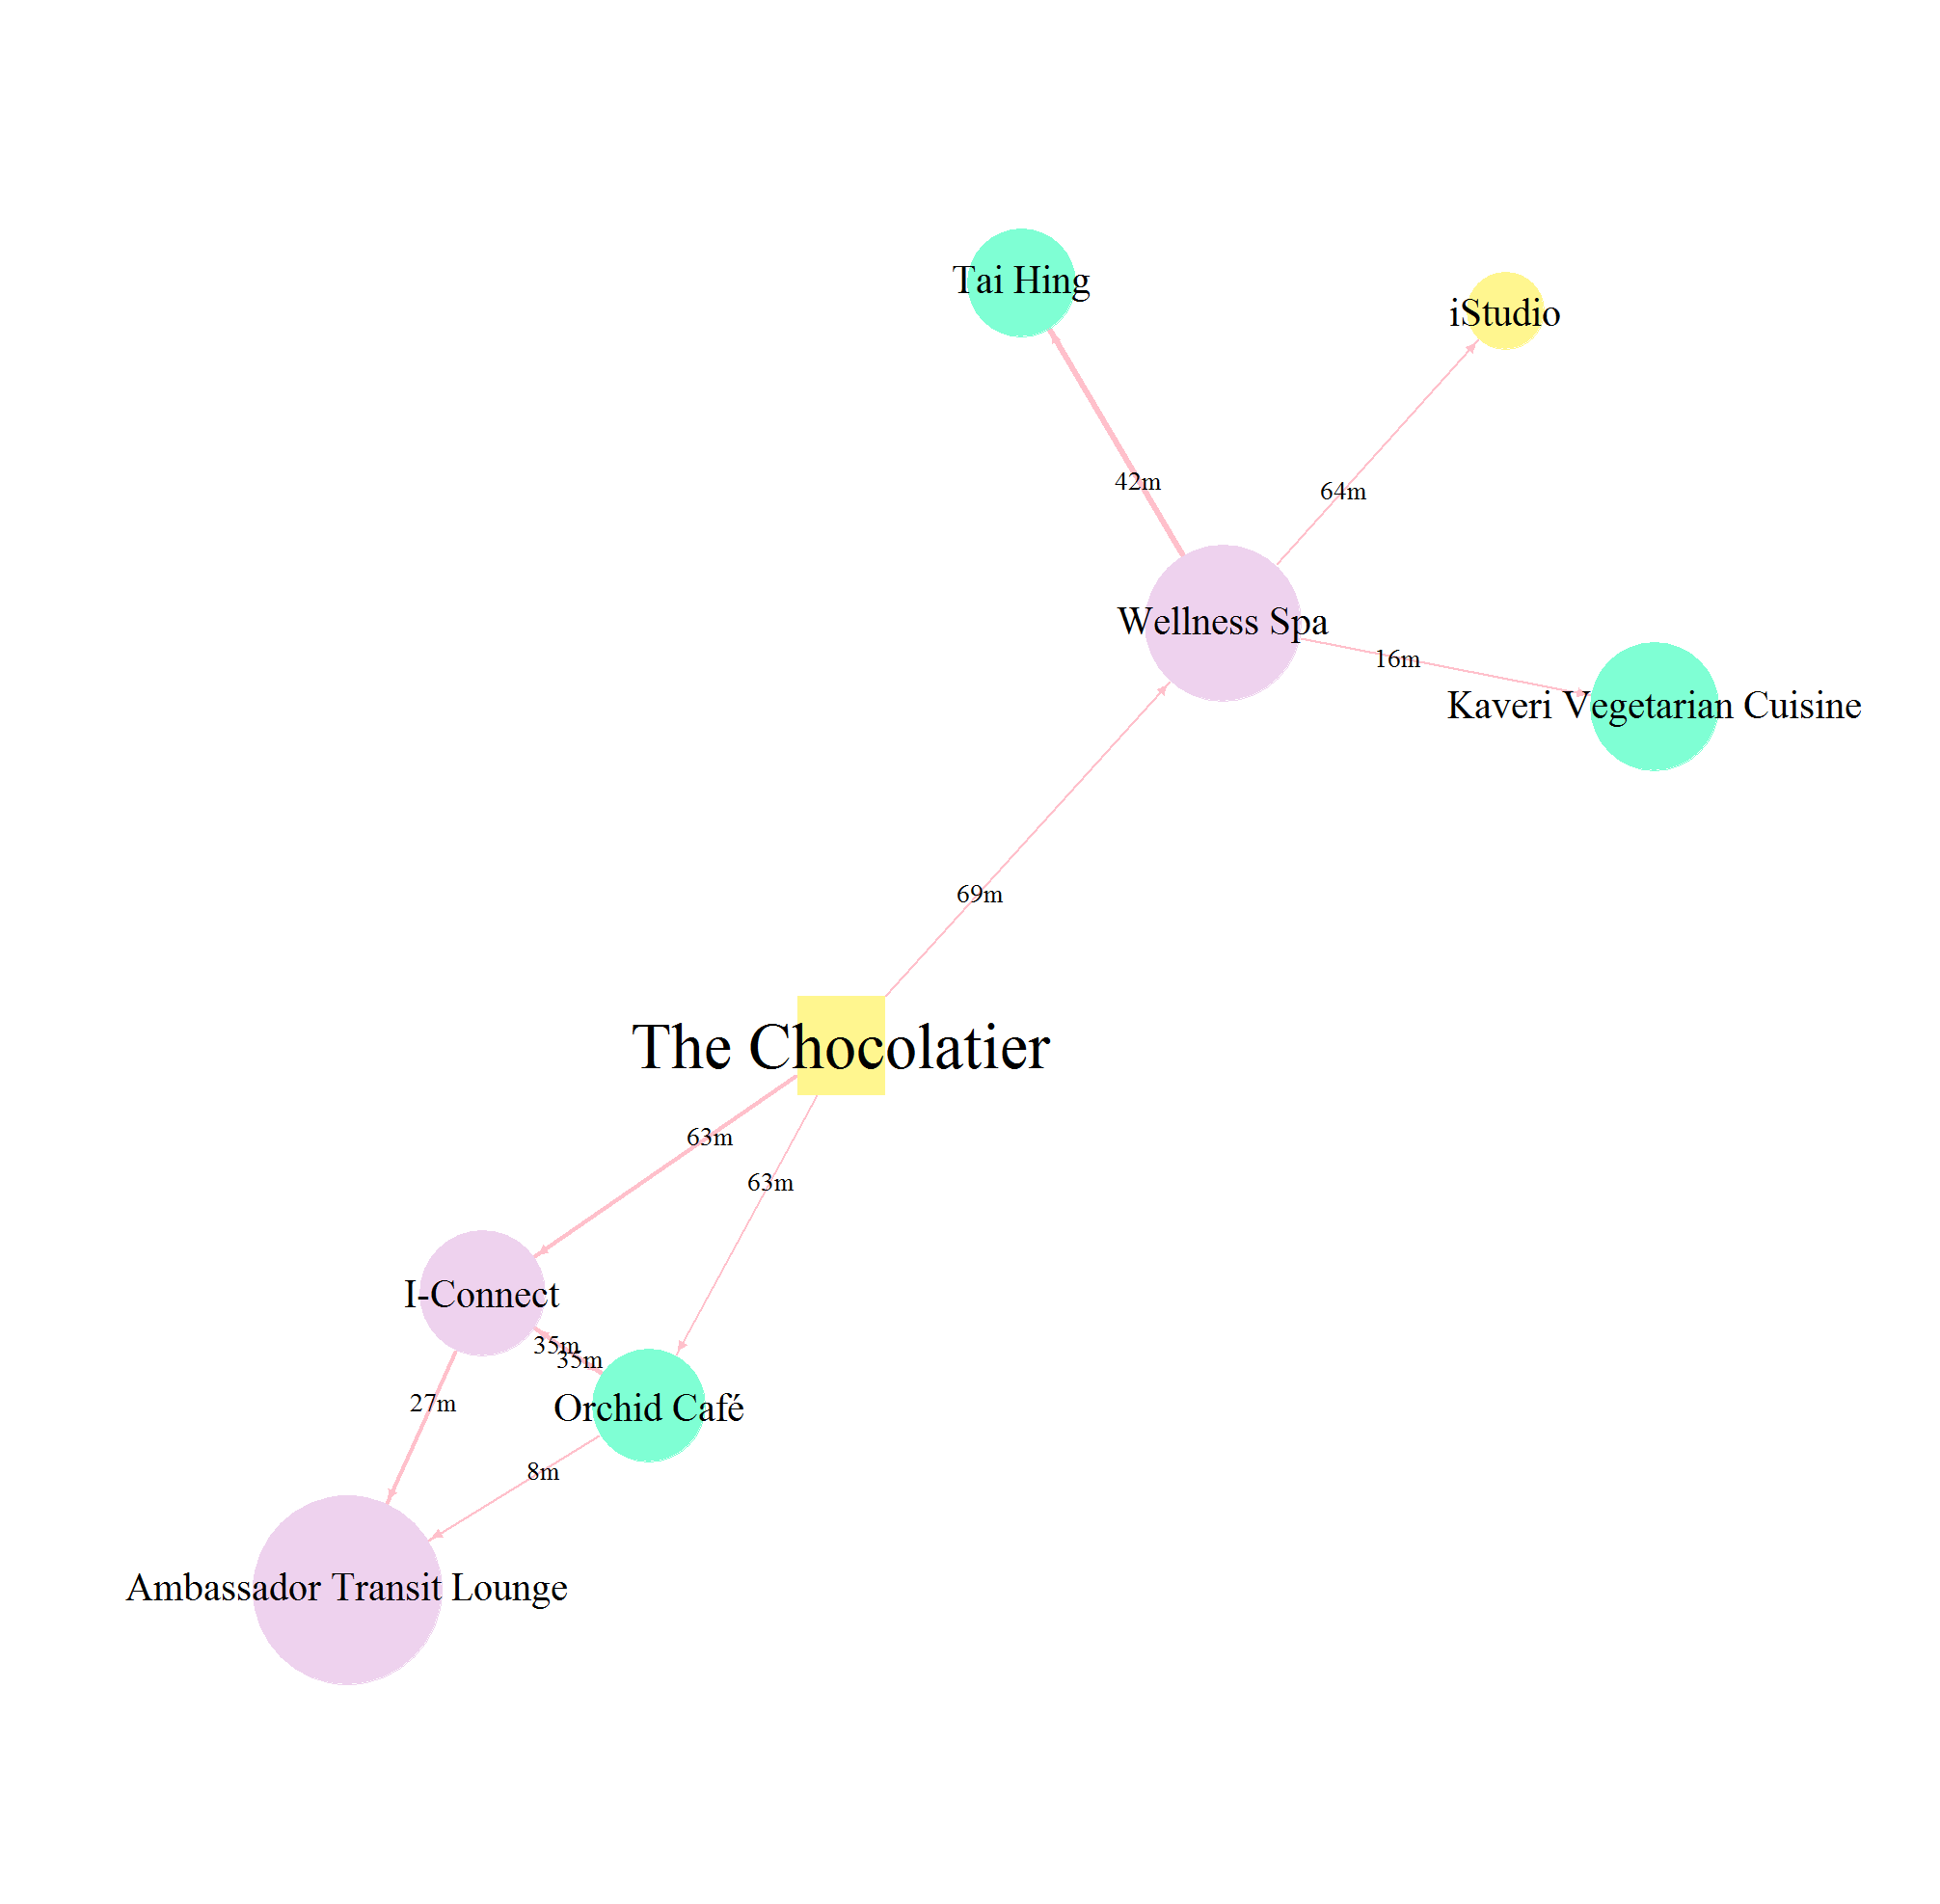 Tai Hing
iStudio
42m
64m
Wellness Spa
16m
Kaveri Vegetarian Cuisine
69m
The Chocolatier
63m
63m
I-Connect
35m
35m
27m
Orchid Café
8m
Ambassador Transit Lounge